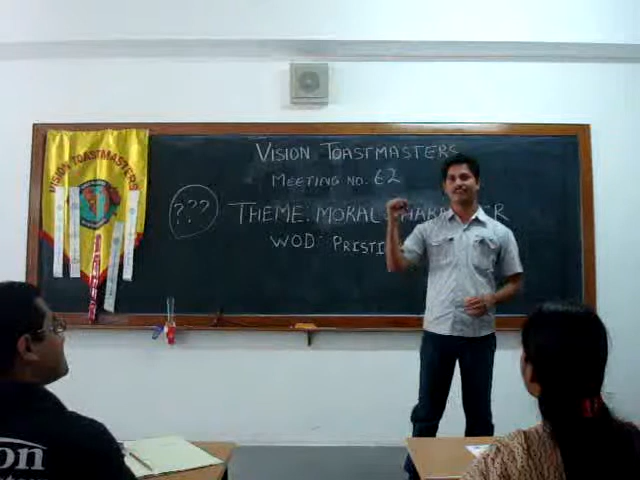 VISION TOASTMASTERS
VISION TOASTMASTERS
MEETING NO. 62
???
THEME: MORAL
WOD: PRISTI
on